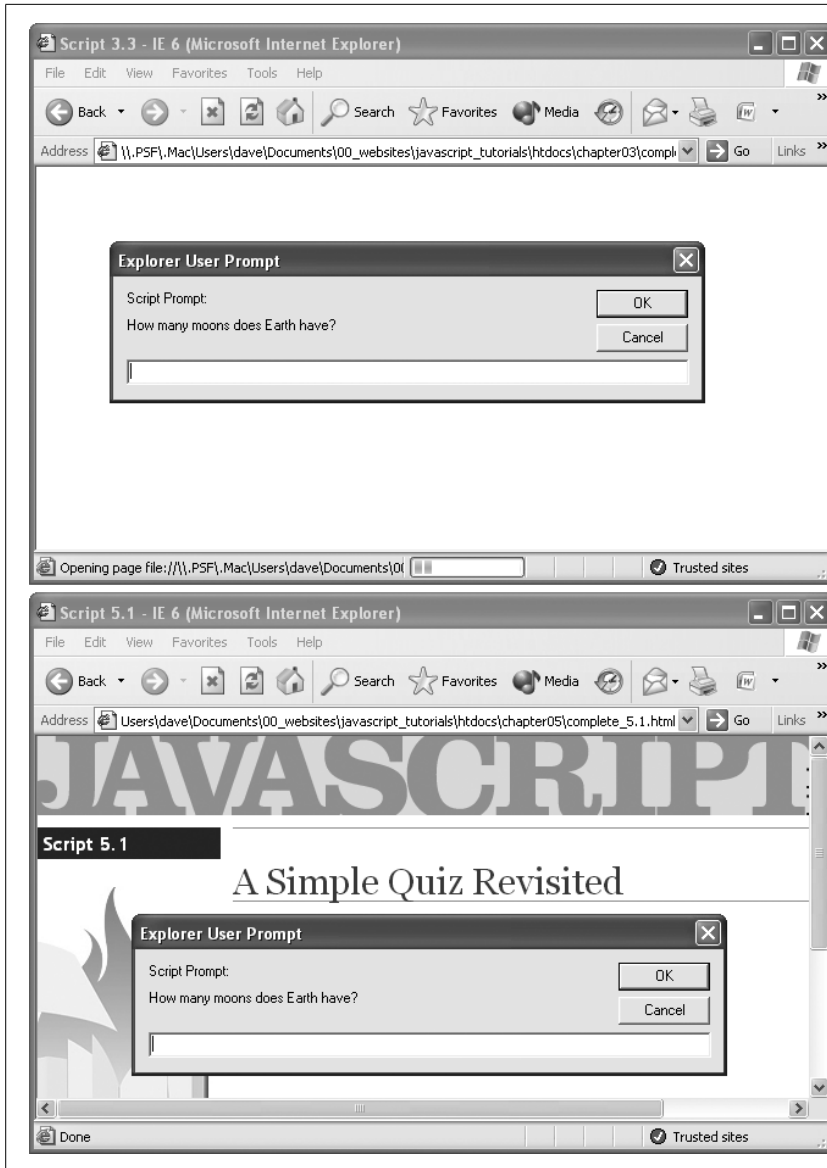 Script 3.3 - IE 6 (Microsoft Internet Explorer)
File Edit View Favorites Tools Help
Back Search Favorites Media »
Address \\.PSF\.Mac\Users\dave\Documents\00_websites\javascript_tutorials\htdocs\chapter03\compl Go Links »
Explorer User Prompt
Script Prompt:
How many moons does Earth have?
OK
Cancel
Opening page file://\\.PSF\.Mac\Users\dave\Documents\0 Trusted sites
Script 5.1 - IE 6 (Microsoft Internet Explorer)
File Edit View Favorites Tools Help
Back Search Favorites Media »
Address Users\dave\Documents\00_websites\javascript_tutorials\htdocs\chapter05\complete_5.1.html Go Links »
JAVASCRIPT
Script 5.1
A Simple Quiz Revisited
Explorer User Prompt
Script Prompt:
How many moons does Earth have?
OK
Cancel
Done Trusted sites